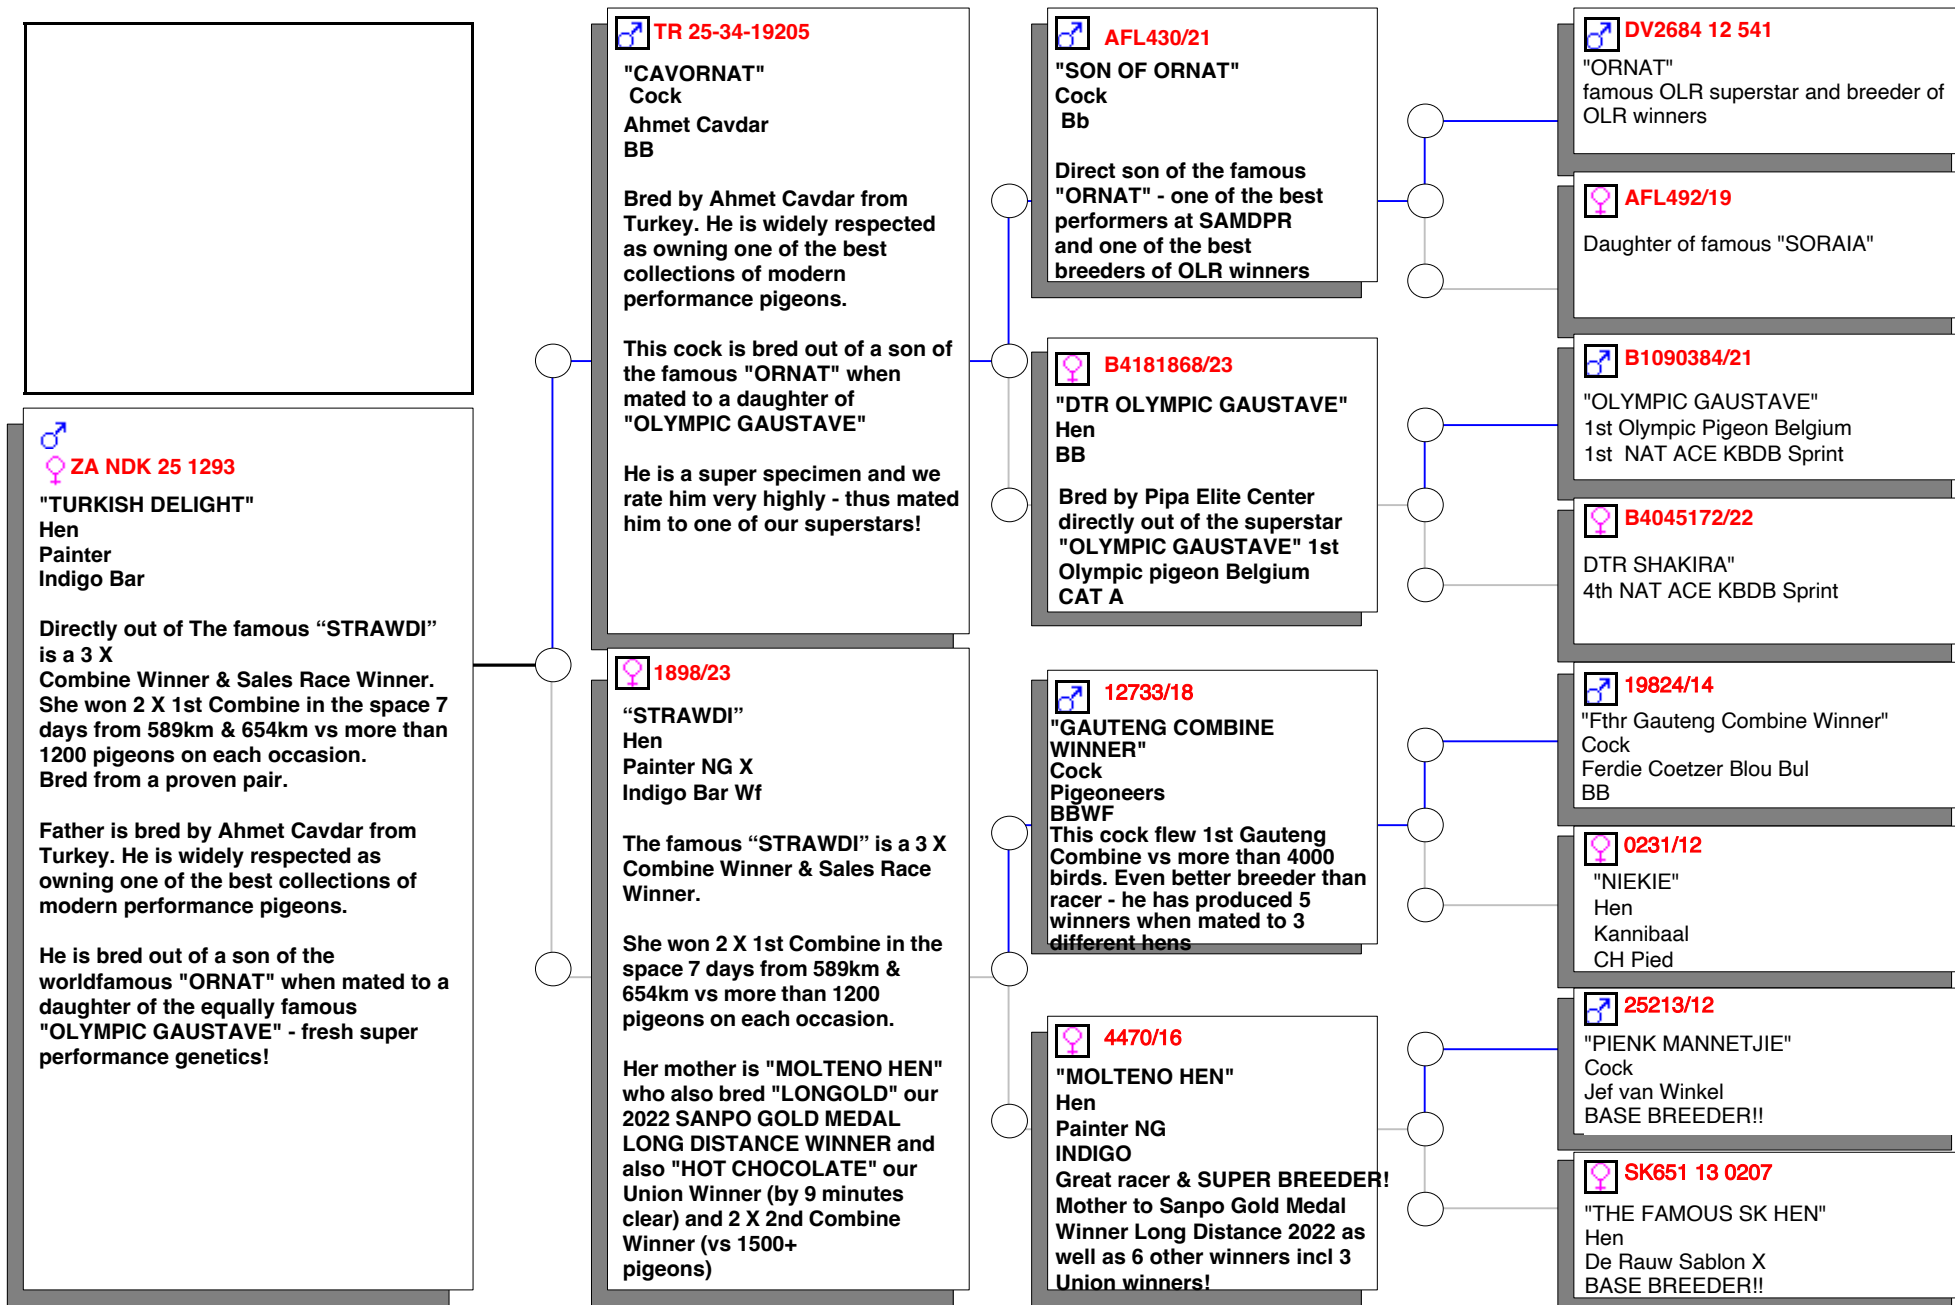 ZA NDK 25 1293
"TURKISH DELIGHT"
Hen
Painter
Indigo Bar
Directly out of The famous “STRAWDI”
is a 3 X
Combine Winner & Sales Race Winner.
She won 2 X 1st Combine in the space 7
days from 589km & 654km vs more than
1200 pigeons on each occasion.
Bred from a proven pair.
Father is bred by Ahmet Cavdar from
Turkey. He is widely respected as
owning one of the best collections of
modern performance pigeons.
He is bred out of a son of the
worldfamous "ORNAT" when mated to a
daughter of the equally famous
"OLYMPIC GAUSTAVE" - fresh super
performance genetics!
TR 25-34-19205
"CAVORNAT"
Cock
Ahmet Cavdar
BB
Bred by Ahmet Cavdar from
Turkey. He is widely respected
as owning one of the best
collections of modern
performance pigeons.
This cock is bred out of a son of
the famous "ORNAT" when
mated to a daughter of
"OLYMPIC GAUSTAVE"
He is a super specimen and we
rate him very highly - thus mated
him to one of our superstars!
1898/23
“STRAWDI”
Hen
Painter NG X
Indigo Bar Wf
The famous “STRAWDI” is a 3 X
Combine Winner & Sales Race
Winner.
She won 2 X 1st Combine in the
space 7 days from 589km &
654km vs more than 1200
pigeons on each occasion.
Her mother is "MOLTENO HEN"
who also bred "LONGOLD" our
2022 SANPO GOLD MEDAL
LONG DISTANCE WINNER and
also "HOT CHOCOLATE" our
Union Winner (by 9 minutes
clear) and 2 X 2nd Combine
Winner (vs 1500+
pigeons)
AFL430/21
"SON OF ORNAT"
Cock
Bb
Direct son of the famous
"ORNAT" - one of the best
performers at SAMDPR
and one of the best
breeders of OLR winners
B4181868/23
"DTR OLYMPIC GAUSTAVE"
Hen
BB
Bred by Pipa Elite Center
directly out of the superstar
"OLYMPIC GAUSTAVE" 1st
Olympic pigeon Belgium
CAT A
12733/18
"GAUTENG COMBINE
WINNER"
Cock
Pigeoneers
BBWF
This cock flew 1st Gauteng
Combine vs more than 4000
birds. Even better breeder than
racer - he has produced 5
winners when mated to 3
different hens
4470/16
"MOLTENO HEN"
Hen
Painter NG
INDIGO
Great racer & SUPER BREEDER!
Mother to Sanpo Gold Medal
Winner Long Distance 2022 as
well as 6 other winners incl 3
Union winners!
DV2684 12 541
"ORNAT"
famous OLR superstar and breeder of
OLR winners
AFL492/19
Daughter of famous "SORAIA"
B1090384/21
"OLYMPIC GAUSTAVE"
1st Olympic Pigeon Belgium
1st NAT ACE KBDB Sprint
B4045172/22
DTR SHAKIRA"
4th NAT ACE KBDB Sprint
19824/14
"Fthr Gauteng Combine Winner"
Cock
Ferdie Coetzer Blou Bul
BB
0231/12
"NIEKIE"
Hen
Kannibaal
CH Pied
25213/12
"PIENK MANNETJIE"
Cock
Jef van Winkel
BASE BREEDER!!
SK651 13 0207
"THE FAMOUS SK HEN"
Hen
De Rauw Sablon X
BASE BREEDER!!